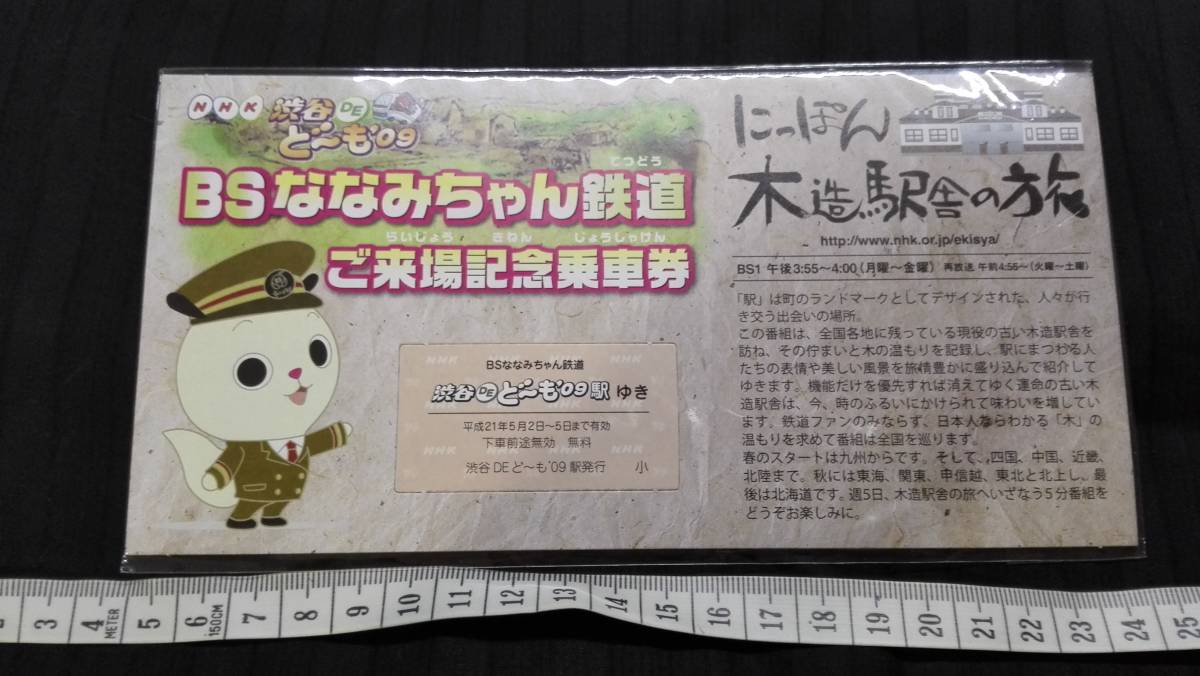 NHK 渋谷DEど〜も'09
てつどう
BSななみちゃん鉄道
らいじょう きねん じょうしゃけん
ご来場記念乗車券
BSななみちゃん鉄道
渋谷DEど〜も'09駅 ゆき
平成21年5月2日〜5日まで有効
下車前途無効 無料
渋谷DEど〜も'09駅発行 小
にっぽん
木造駅舎の旅
http://www.nhk.or.jp/ekisya/
BS1 午後3:55〜4:00(月曜〜金曜) 再放送 午前4:55〜(火曜〜土曜)
「駅」は町のランドマークとしてデザインされた、人々が行
き交う出会いの場所。
この番組は、全国各地に残っている現役の古い木造駅舎を
訪ね、その佇まいと木の温もりを記録し、駅にまつわる人
たちの表情や美しい風景を旅情豊かに盛り込んで紹介して
ゆきます。機能だけを優先すれば消えてゆく運命の古い木
造駅舎は、今、時のふるいにかけられて味わいを増してい
ます。鉄道ファンのみならず、日本人ならわかる「木」の
温もりを求めて番組は全国を巡ります。
春のスタートは九州からです。そして、四国、中国、近畿、
北陸まで。秋には東海、関東、甲信越、東北と北上し、最
後は北海道です。週5日、木造駅舎の旅へいざなう5分番組を
どうぞお楽しみに。
3 4 METER 5 6 150CM 7 8 9 10 11 12 13 14 15 16 17 18 19 20 21 22 23 24 25